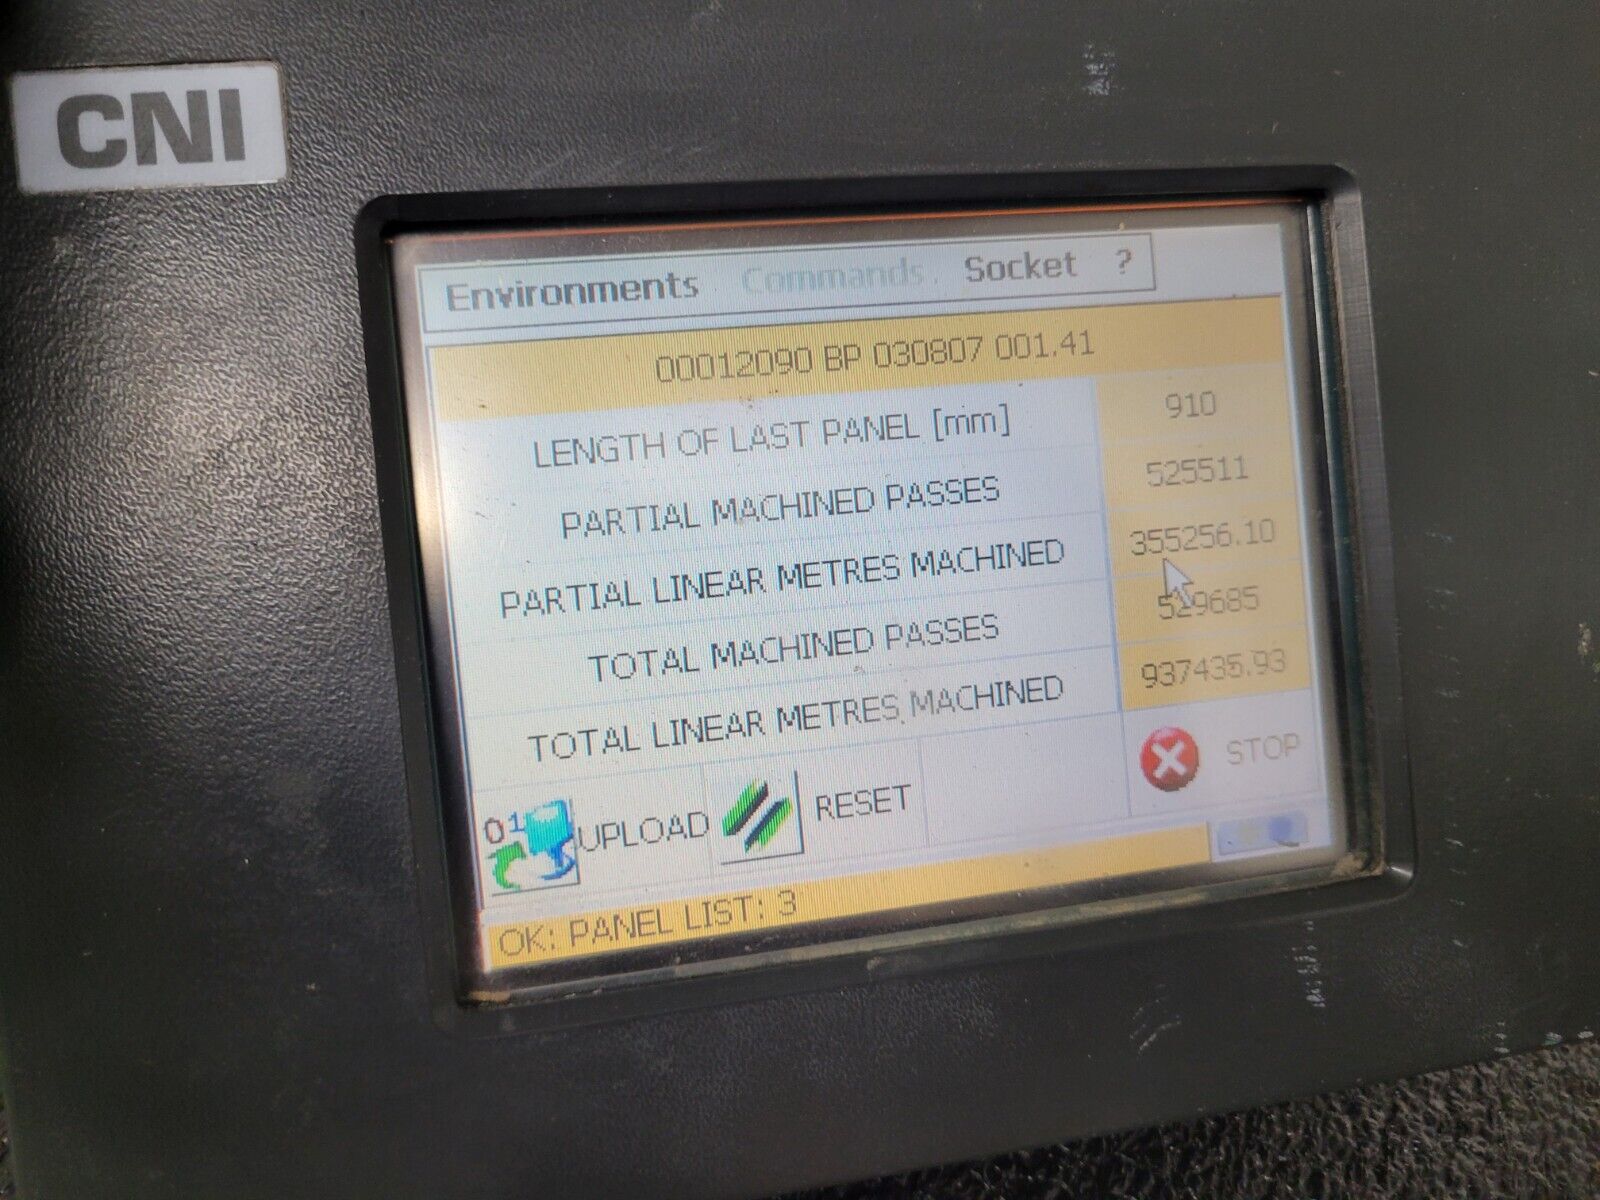 CNI
Environments Commands Socket ?
00012090 BP 030807 001.41
LENGTH OF LAST PANEL [mm] 910
PARTIAL MACHINED PASSES 525511
PARTIAL LINEAR METRES MACHINED 355256.10
TOTAL MACHINED PASSES 529685
TOTAL LINEAR METRES MACHINED 937435.93
01 UPLOAD RESET STOP
OK: PANEL LIST: 3